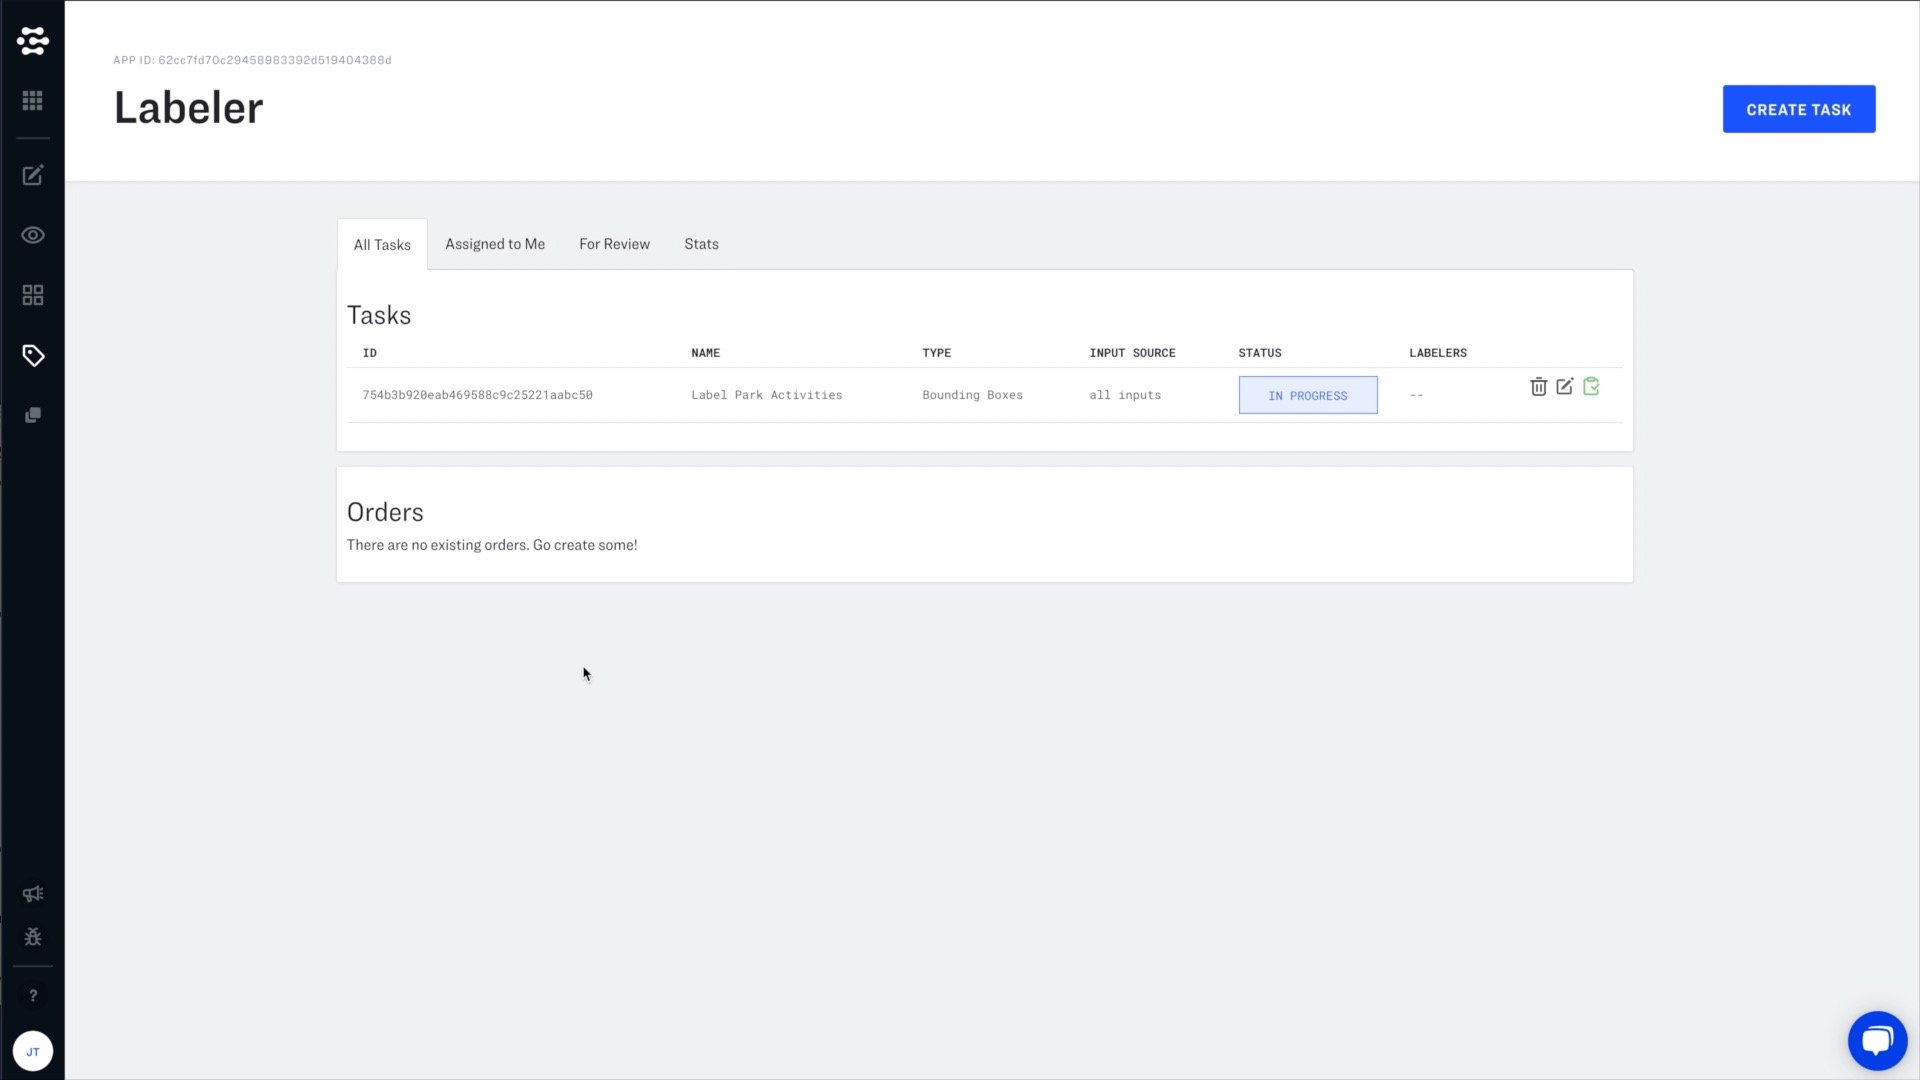 APP ID: 62cc7fd70c29458983392d519404388d
Labeler
CREATE TASK
All Tasks Assigned to Me For Review Stats
Tasks
ID NAME TYPE INPUT SOURCE STATUS LABELERS
754b3b920eab469588c9c25221aabc50 Label Park Activities Bounding Boxes all inputs IN PROGRESS --
Orders
There are no existing orders. Go create some!
?
JT